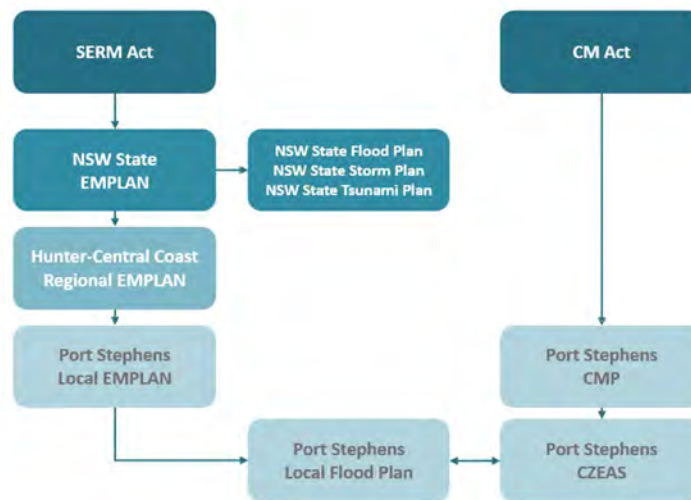 SERM Act
CM Act
NSW State
EMPLAN
NSW State Flood Plan
NSW State Storm Plan
NSW State Tsunami Plan
Hunter-Central Coast
Regional EMPLAN
Port Stephens
Local EMPLAN
Port Stephens
CMP
Port Stephens
Local Flood Plan
Port Stephens
CZEAS